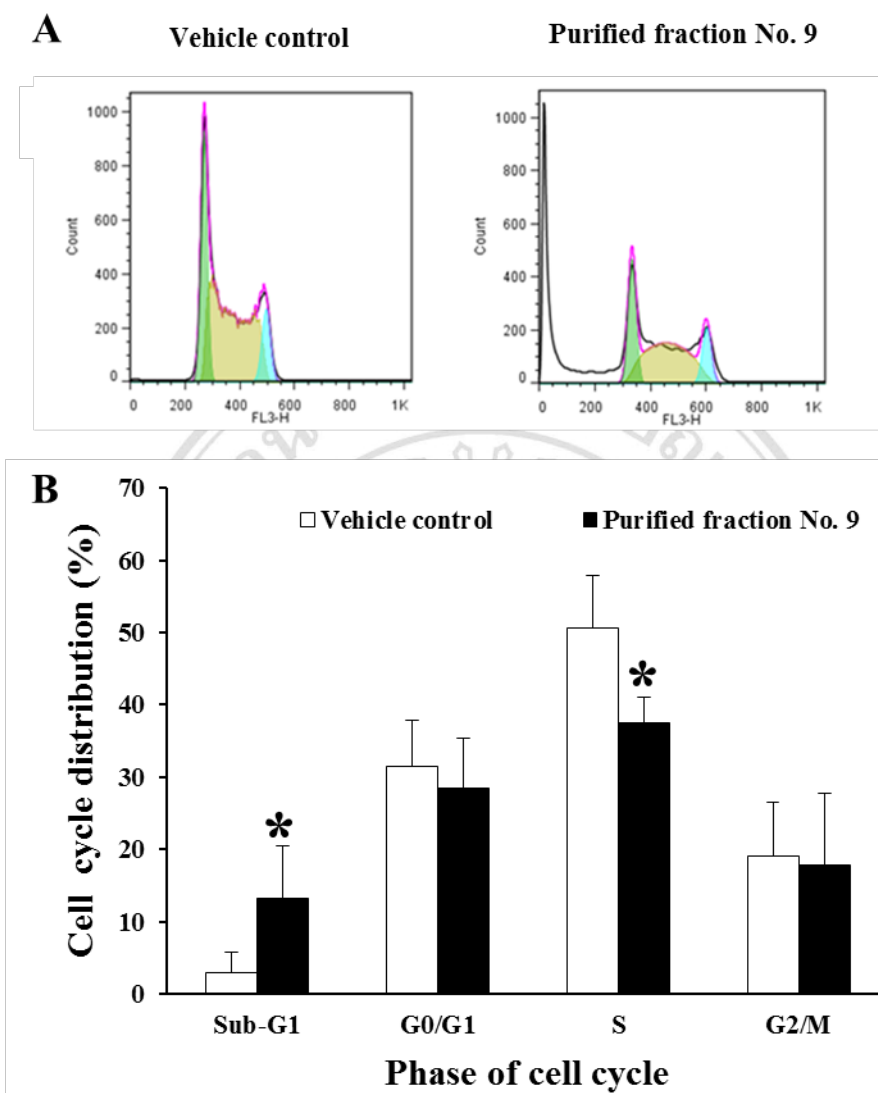 A
Vehicle control
Purified fraction No. 9
1000
800
600
400
200
0
Count
0
200
400
600
800
1K
FL3-H
1000
800
600
400
200
0
Count
0
200
400
600
800
1K
FL3-H
B
70
60
50
40
30
20
10
0
Cell cycle distribution (%)
Vehicle control
Purified fraction No. 9
*
*
Sub-G1
G0/G1
S
G2/M
Phase of cell cycle